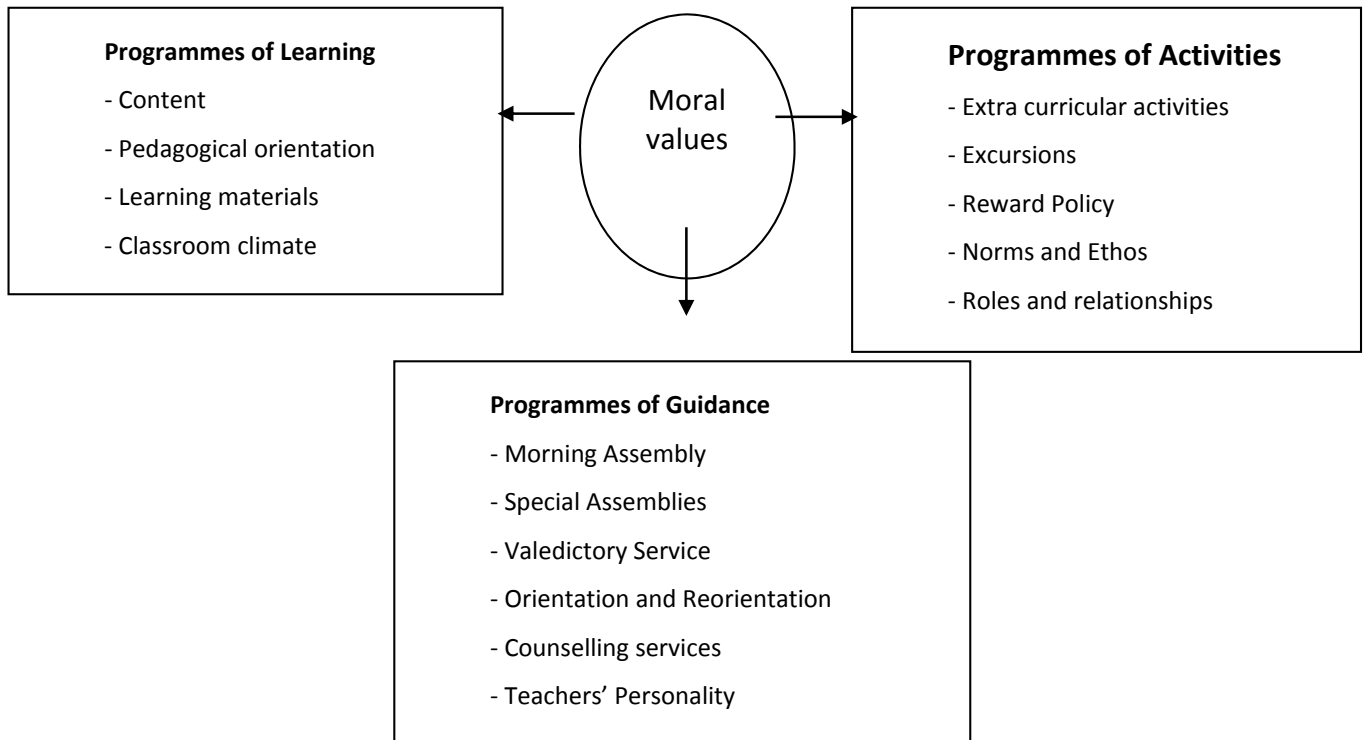 Programmes of Learning
- Content
- Pedagogical orientation
- Learning materials
- Classroom climate
Moral
values
Programmes of Activities
- Extra curricular activities
- Excursions
- Reward Policy
- Norms and Ethos
- Roles and relationships
Programmes of Guidance
- Morning Assembly
- Special Assemblies
- Valedictory Service
- Orientation and Reorientation
- Counselling services
- Teachers’ Personality